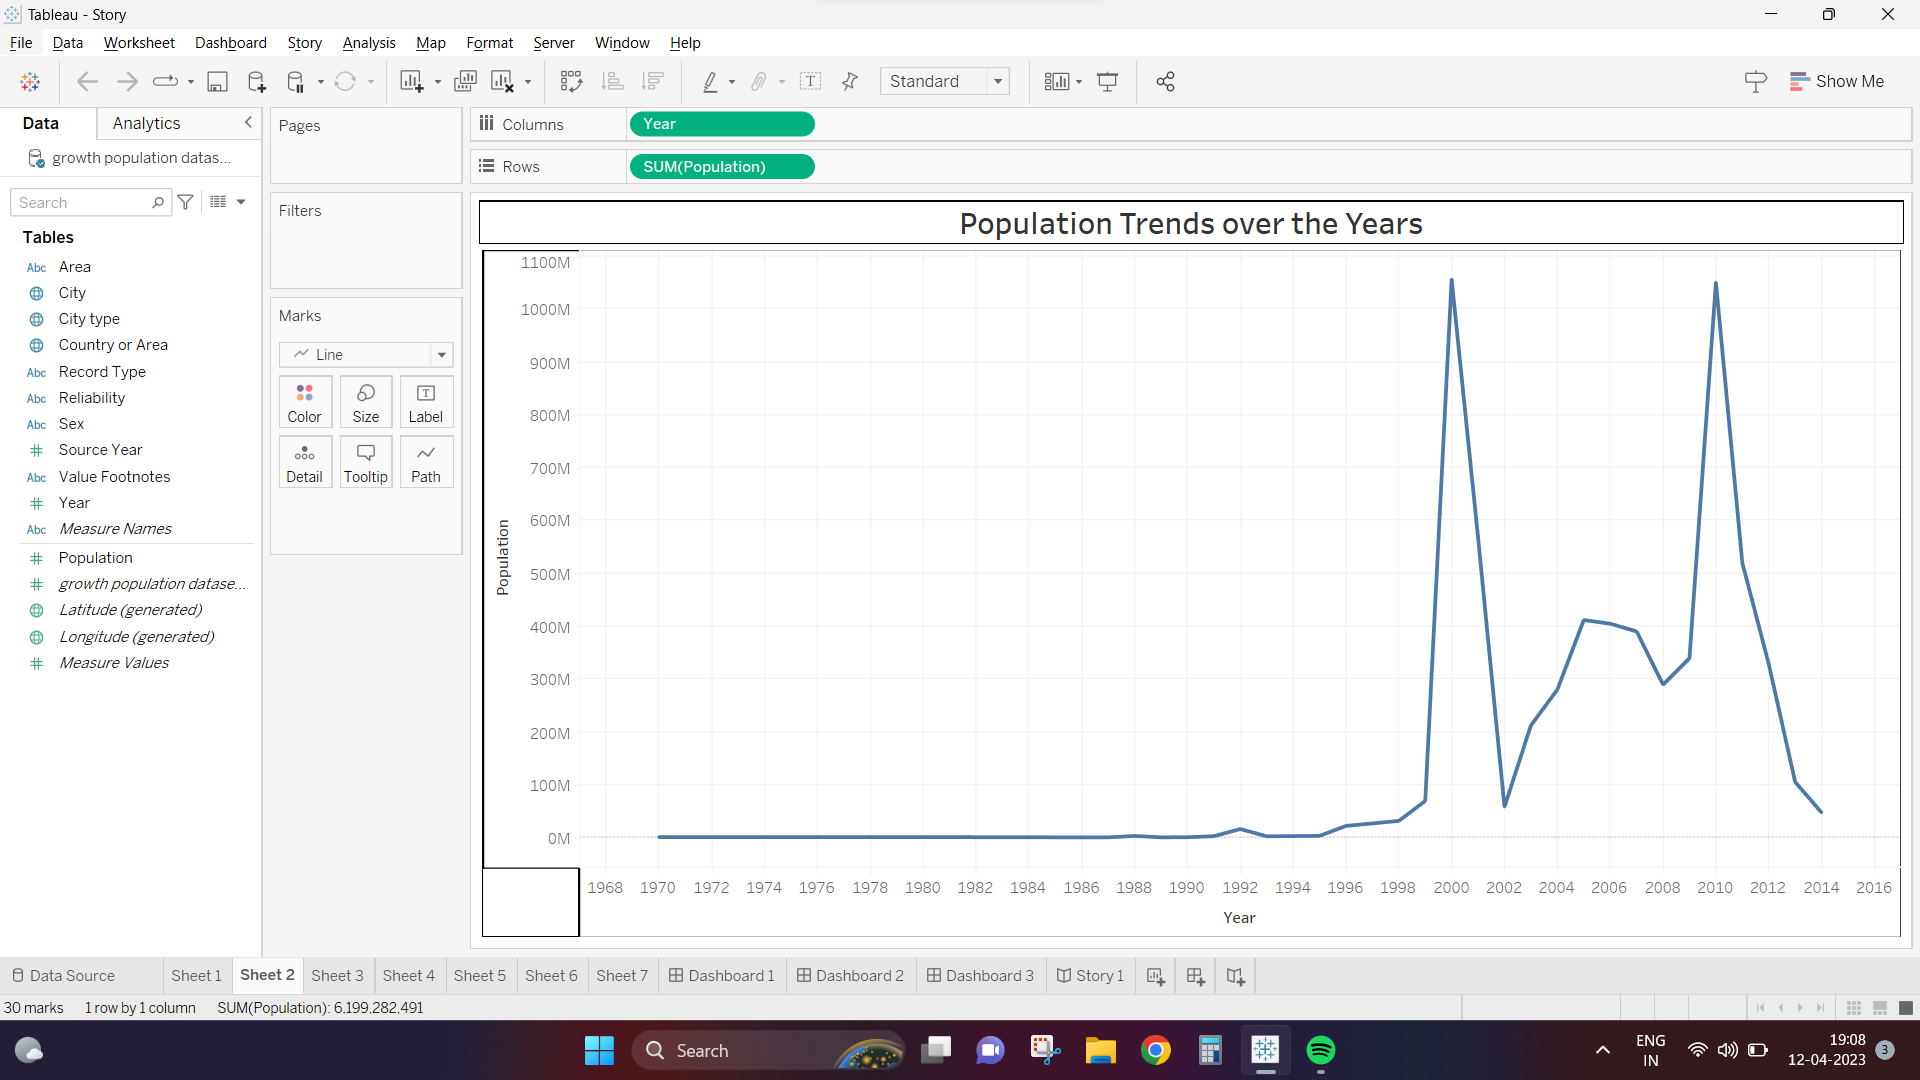 Tableau - Story
File Data Worksheet Dashboard Story Analysis Map Format Server Window Help
Standard
Show Me
Data Analytics
growth population datas...
Search
Tables
Abc Area
City
City type
Country or Area
Abc Record Type
Abc Reliability
Abc Sex
Source Year
Abc Value Footnotes
Year
Abc Measure Names
Population
growth population datase...
Latitude (generated)
Longitude (generated)
Measure Values
Pages
Filters
Marks
Line
Color Size Label
Detail Tooltip Path
Columns Year
Rows SUM(Population)
Population Trends over the Years
1100M
1000M
900M
800M
700M
600M
500M
400M
300M
200M
100M
0M
Population
1968 1970 1972 1974 1976 1978 1980 1982 1984 1986 1988 1990 1992 1994 1996 1998 2000 2002 2004 2006 2008 2010 2012 2014 2016
Year
Data Source Sheet 1 Sheet 2 Sheet 3 Sheet 4 Sheet 5 Sheet 6 Sheet 7 Dashboard 1 Dashboard 2 Dashboard 3 Story 1
30 marks 1 row by 1 column SUM(Population): 6,199,282,491
Search
ENG
IN
19:08
12-04-2023
3